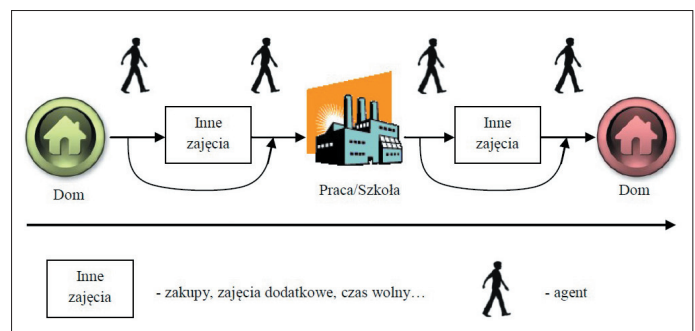 Inne
zajęcia
Inne
zajęcia
Dom
Praca/Szkoła
Dom
Inne
zajęcia
- zakupy, zajęcia dodatkowe, czas wolny…
- agent